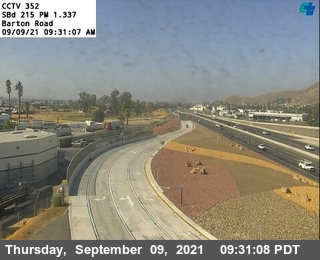 CCTV 352
SBd 215 PM 1.337
Barton Road
09/09/21 09:31:07 AM
Thursday, September 09, 2021 09:31:08 PDT